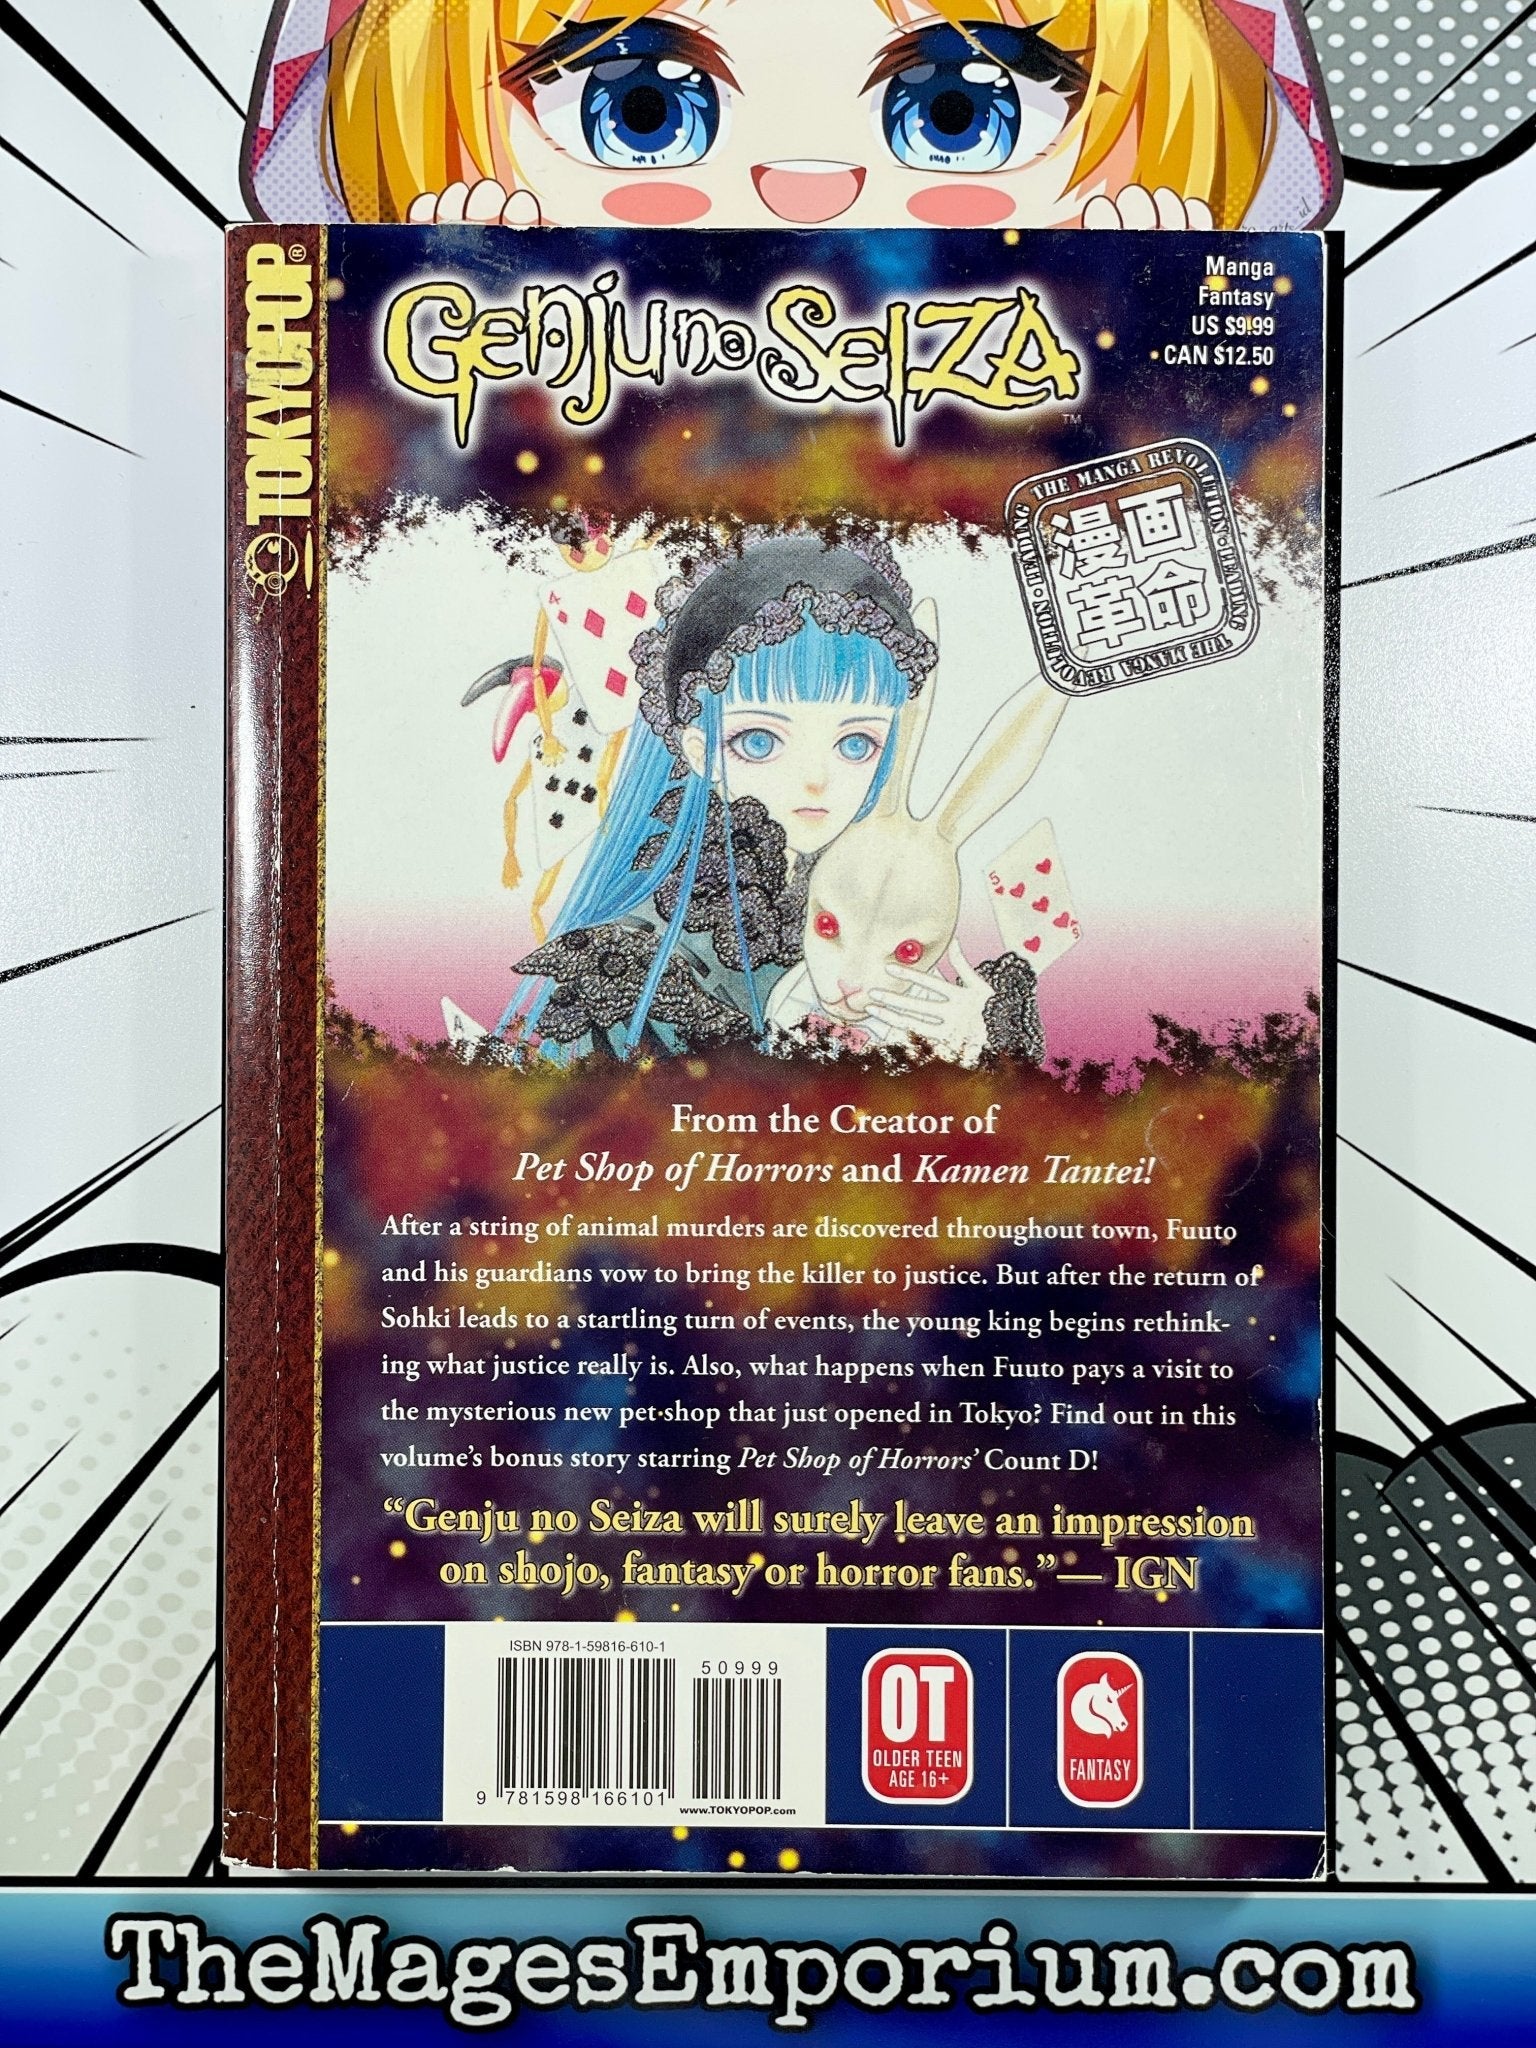 TOKYOPOP®
GENJU NO SEIZA
™
Manga
Fantasy
US $9.99
CAN $12.50
THE MANGA REVOLUTION · LEADING THE MANGA REVOLUTION · LEADING
漫画
革命
4
5
5
A
From the Creator of
Pet Shop of Horrors and Kamen Tantei!
After a string of animal murders are discovered throughout town, Fuuto
and his guardians vow to bring the killer to justice. But after the return of
Sohki leads to a startling turn of events, the young king begins rethink-
ing what justice really is. Also, what happens when Fuuto pays a visit to
the mysterious new pet shop that just opened in Tokyo? Find out in this
volume's bonus story starring Pet Shop of Horrors' Count D!
“Genju no Seiza will surely leave an impression
on shojo, fantasy or horror fans.”— IGN
ISBN 978-1-59816-610-1
50999
9 781598 166101
www.TOKYOPOP.com
OT
OLDER TEEN
AGE 16+
FANTASY
TheMagesEmporium.com